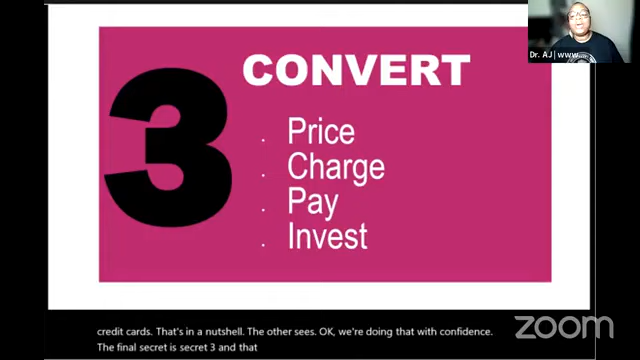 Dr. AJ | www...
3
CONVERT
. Price
. Charge
. Pay
. Invest
credit cards. That's in a nutshell. The other sees. OK, we're doing that with confidence.
The final secret is secret 3 and that
zoom